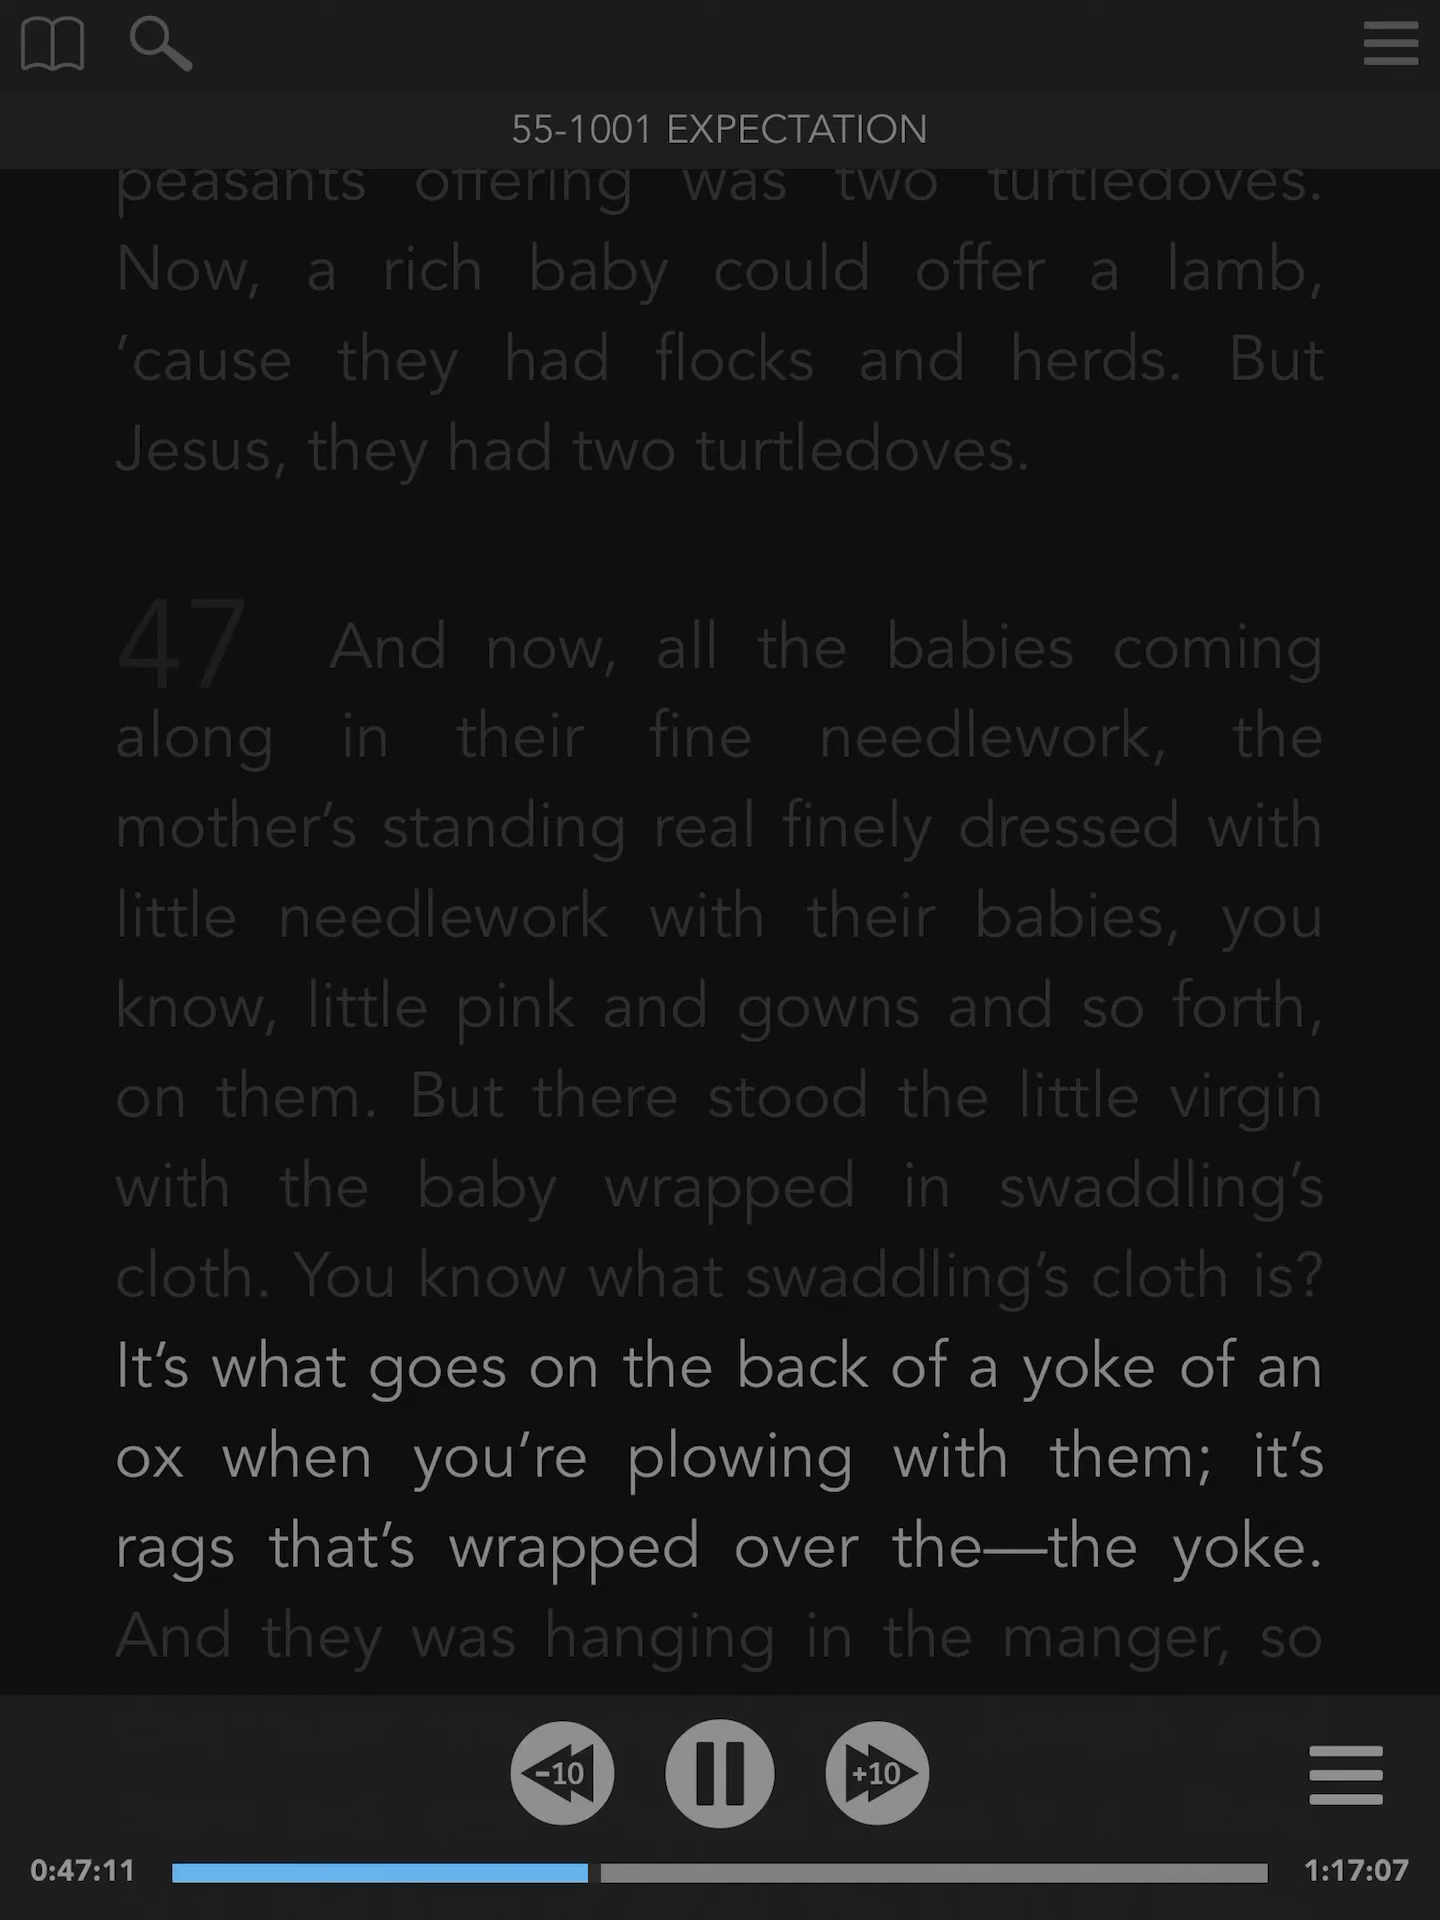 55-1001 EXPECTATION
peasants offering was two turtledoves.
Now, a rich baby could offer a lamb,
’cause they had flocks and herds. But
Jesus, they had two turtledoves.
47 And now, all the babies coming
along in their fine needlework, the
mother’s standing real finely dressed with
little needlework with their babies, you
know, little pink and gowns and so forth,
on them. But there stood the little virgin
with the baby wrapped in swaddling’s
cloth. You know what swaddling’s cloth is?
It’s what goes on the back of a yoke of an
ox when you’re plowing with them; it’s
rags that’s wrapped over the—the yoke.
And they was hanging in the manger, so
-10 +10
0:47:11 1:17:07